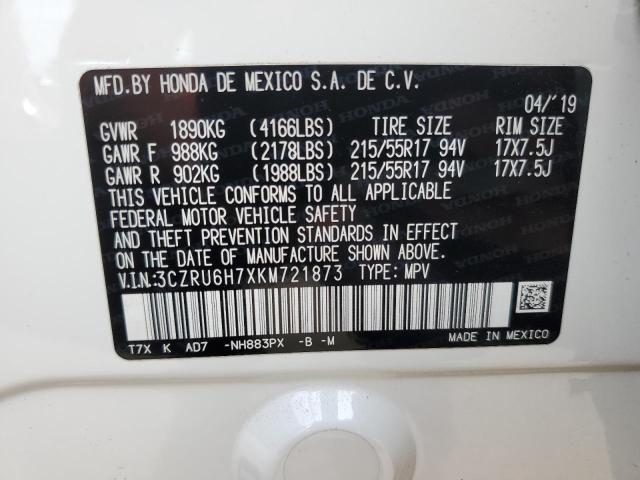 MFD.BY HONDA DE MEXICO S.A. DE C.V.
04/'19
GVWR 1890KG (4166LBS) TIRE SIZE RIM SIZE
GAWR F 988KG (2178LBS) 215/55R17 94V 17X7.5J
GAWR R 902KG (1988LBS) 215/55R17 94V 17X7.5J
THIS VEHICLE CONFORMS TO ALL APPLICABLE
FEDERAL MOTOR VEHICLE SAFETY
AND THEFT PREVENTION STANDARDS IN EFFECT
ON THE DATE OF MANUFACTURE SHOWN ABOVE.
V.I.N.:3CZRU6H7XKM721873 TYPE: MPV
T7X K AD7 -NH883PX -B -M MADE IN MEXICO